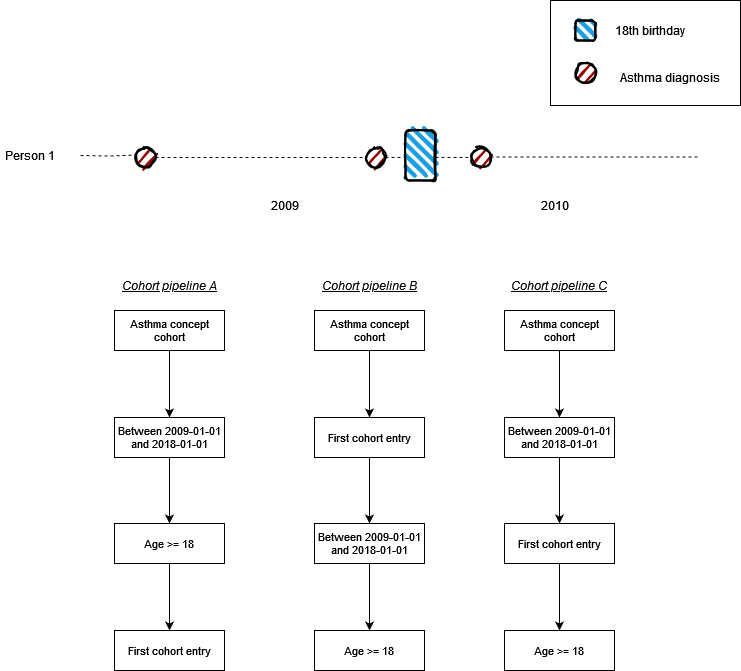 18th birthday
Asthma diagnosis
Person 1
2009
2010
Cohort pipeline A
Cohort pipeline B
Cohort pipeline C
Asthma concept
cohort
Asthma concept
cohort
Asthma concept
cohort
Between 2009-01-01
and 2018-01-01
First cohort entry
Between 2009-01-01
and 2018-01-01
Age >= 18
Between 2009-01-01
and 2018-01-01
First cohort entry
First cohort entry
Age >= 18
Age >= 18